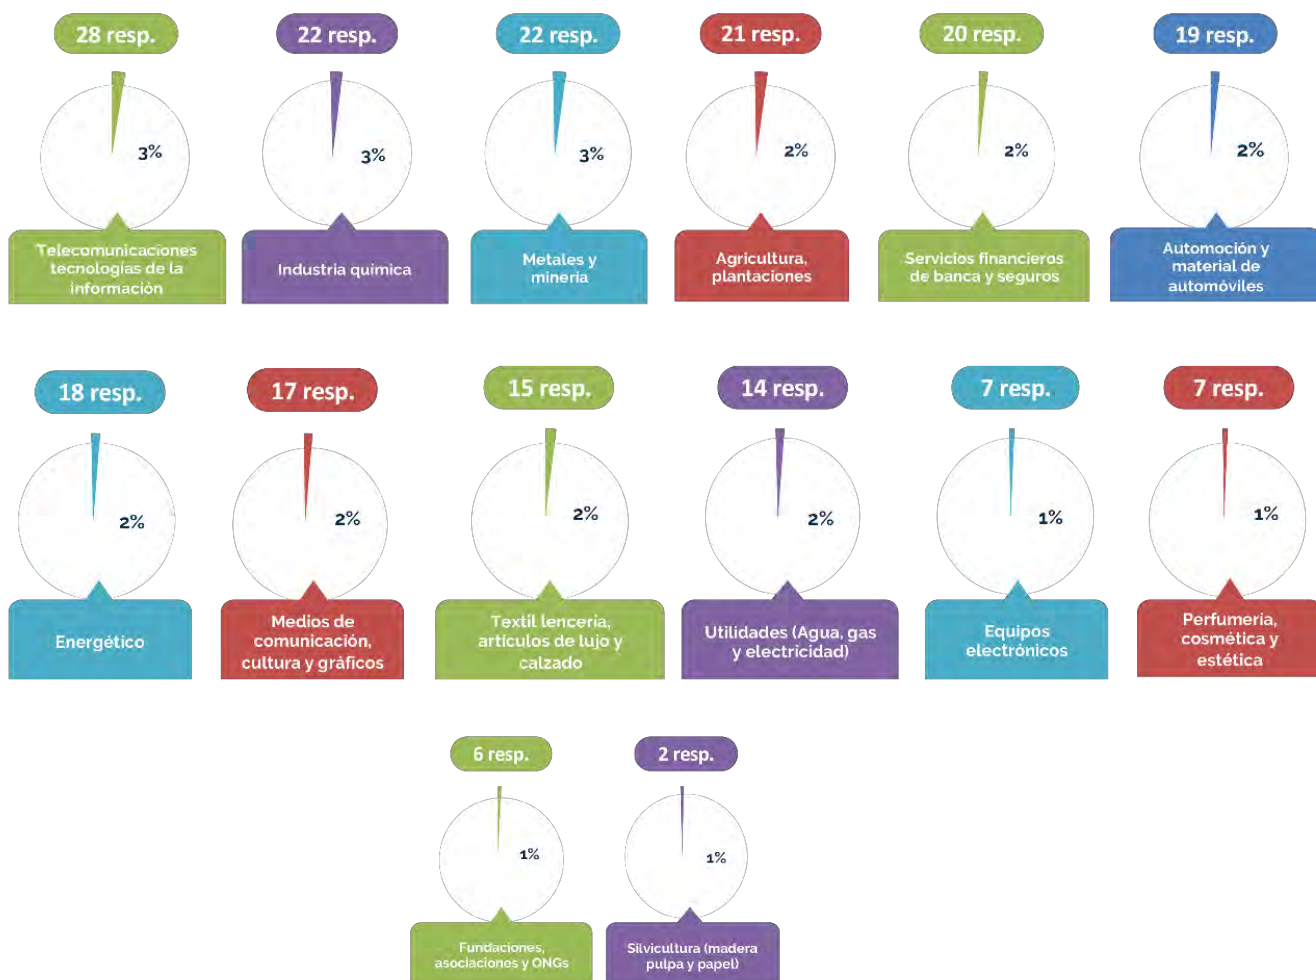 28 resp.
22 resp.
22 resp.
21 resp.
20 resp.
19 resp.
3%
3%
3%
2%
2%
2%
Telecomunicaciones
tecnologías de la
información
Industria química
Metales y
minería
Agricultura,
plantaciones
Servicios financieros
de banca y seguros
Automoción y
material de
automóviles
18 resp.
17 resp.
15 resp.
14 resp.
7 resp.
7 resp.
2%
2%
2%
2%
1%
1%
Energético
Medios de
comunicación,
cultura y gráficos
Textil lencería,
artículos de lujo y
calzado
Utilidades (Agua, gas
y electricidad)
Equipos
electrónicos
Perfumería,
cosmética y
estética
6 resp.
2 resp.
1%
1%
Fundaciones,
asociaciones y ONGs
Silvicultura (madera
pulpa y papel)